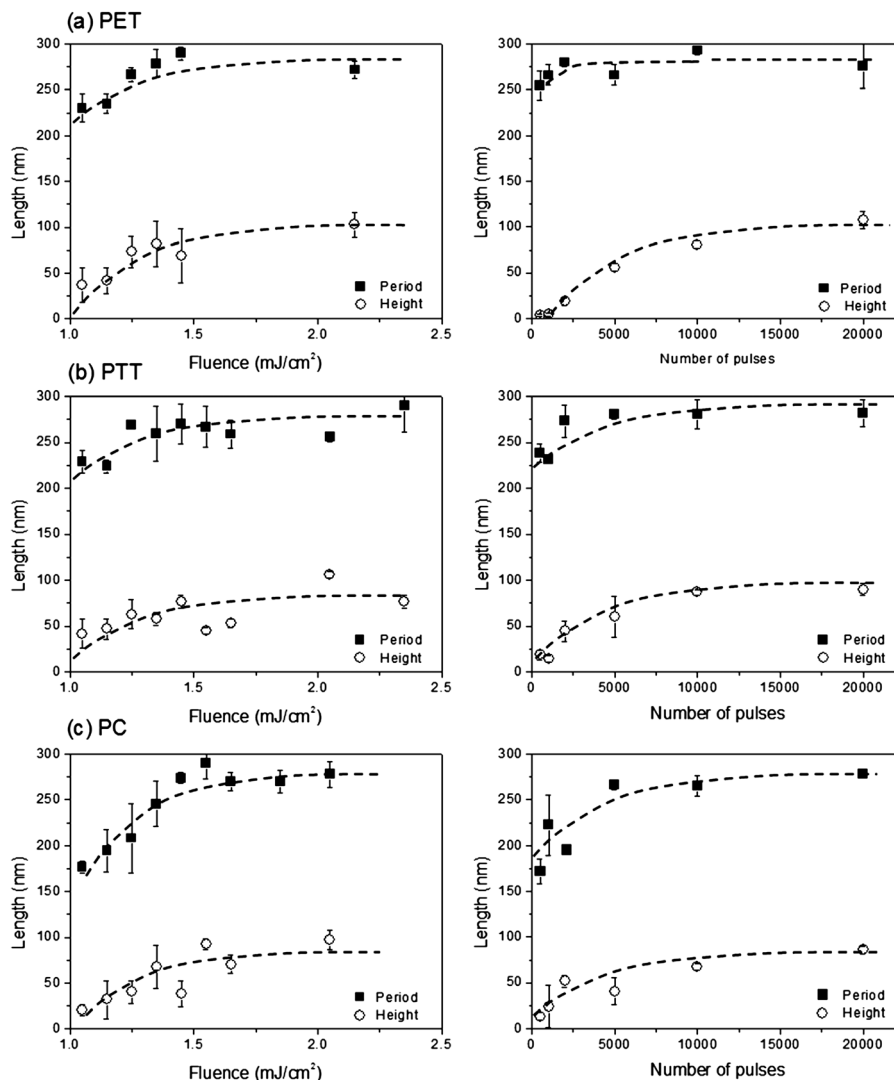 (a) PET
300
250
200
150
100
50
0
Length (nm)
Period
Height
1.0
1.5
2.0
2.5
Fluence (mJ/cm²)
300
250
200
150
100
50
0
Length (nm)
Period
Height
0
5000
10000
15000
20000
Number of pulses
(b) PTT
300
250
200
150
100
50
0
Length (nm)
Period
Height
1.0
1.5
2.0
2.5
Fluence (mJ/cm²)
300
250
200
150
100
50
0
Length (nm)
Period
Height
0
5000
10000
15000
20000
Number of pulses
(c) PC
300
250
200
150
100
50
0
Length (nm)
Period
Height
1.0
1.5
2.0
2.5
Fluence (mJ/cm²)
300
250
200
150
100
50
0
Length (nm)
Period
Height
0
5000
10000
15000
20000
Number of pulses